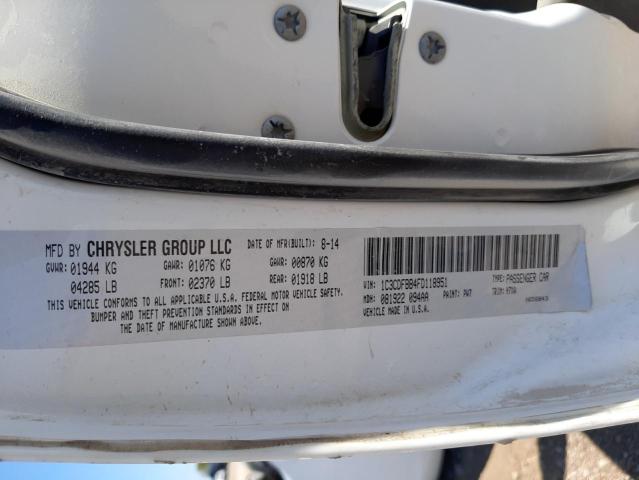 MFD BY CHRYSLER GROUP LLC DATE OF MFR(BUILT): 8-14
GVWR: 01944 KG GAWR: 01076 KG GAWR: 00870 KG
04285 LB FRONT: 02370 LB REAR: 01918 LB
THIS VEHICLE CONFORMS TO ALL APPLICABLE U.S.A. FEDERAL MOTOR VEHICLE SAFETY,
BUMPER AND THEFT PREVENTION STANDARDS IN EFFECT ON
THE DATE OF MANUFACTURE SHOWN ABOVE.
VIN: 1C3CDFBB4FD118951 TYPE: PASSENGER CAR
MDH: 081922 094AA PAINT: PW7 TRIM:
VEHICLE MADE IN U.S.A.